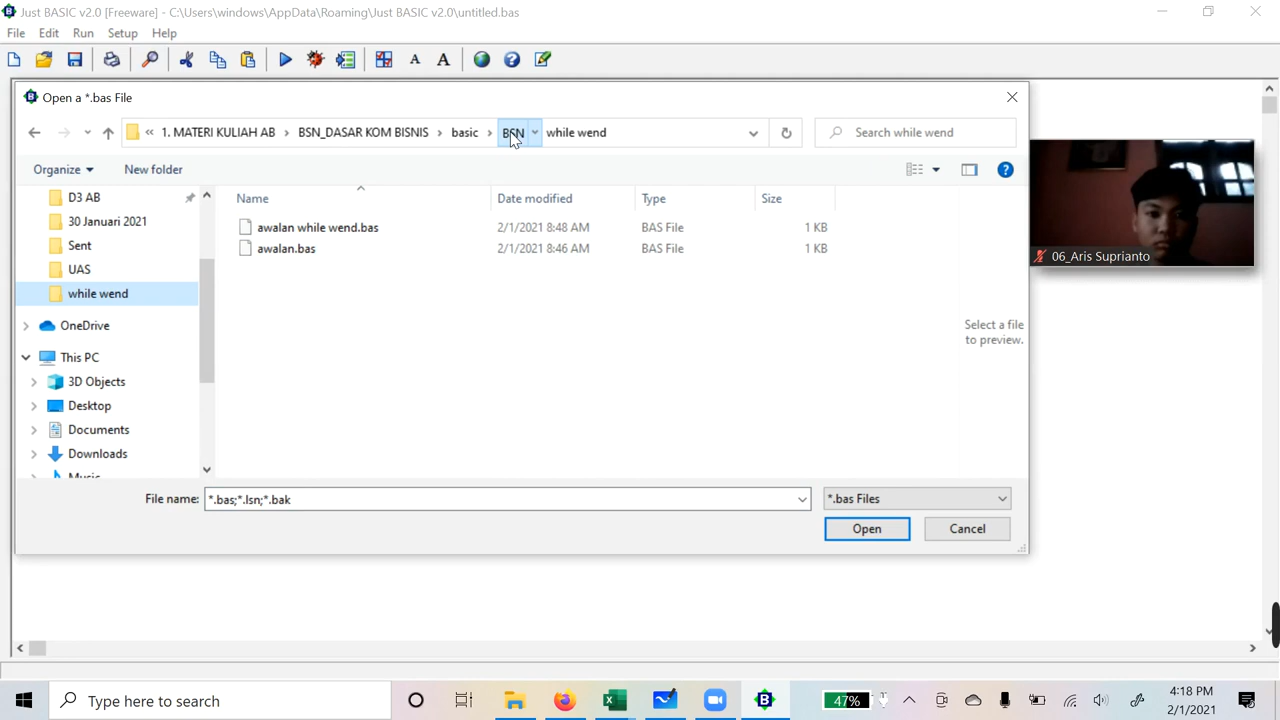 Just BASIC v2.0 [Freeware] - C:\Users\windows\AppData\Roaming\Just BASIC v2.0\untitled.bas
File Edit Run Setup Help
Open a *.bas File
« 1. MATERI KULIAH AB > BSN_DASAR KOM BISNIS > basic > BSN while wend
Search while wend
Organize New folder
Name Date modified Type Size
D3 AB
30 Januari 2021
Sent
UAS
while wend
OneDrive
This PC
3D Objects
Desktop
Documents
Downloads
Music
awalan while wend.bas 2/1/2021 8:48 AM BAS File 1 KB
awalan.bas 2/1/2021 8:46 AM BAS File 1 KB
Select a file
to preview.
File name: *.bas;*.lsn;*.bak
*.bas Files
Open Cancel
06_Aris Suprianto
Type here to search
47%
4:18 PM
2/1/2021